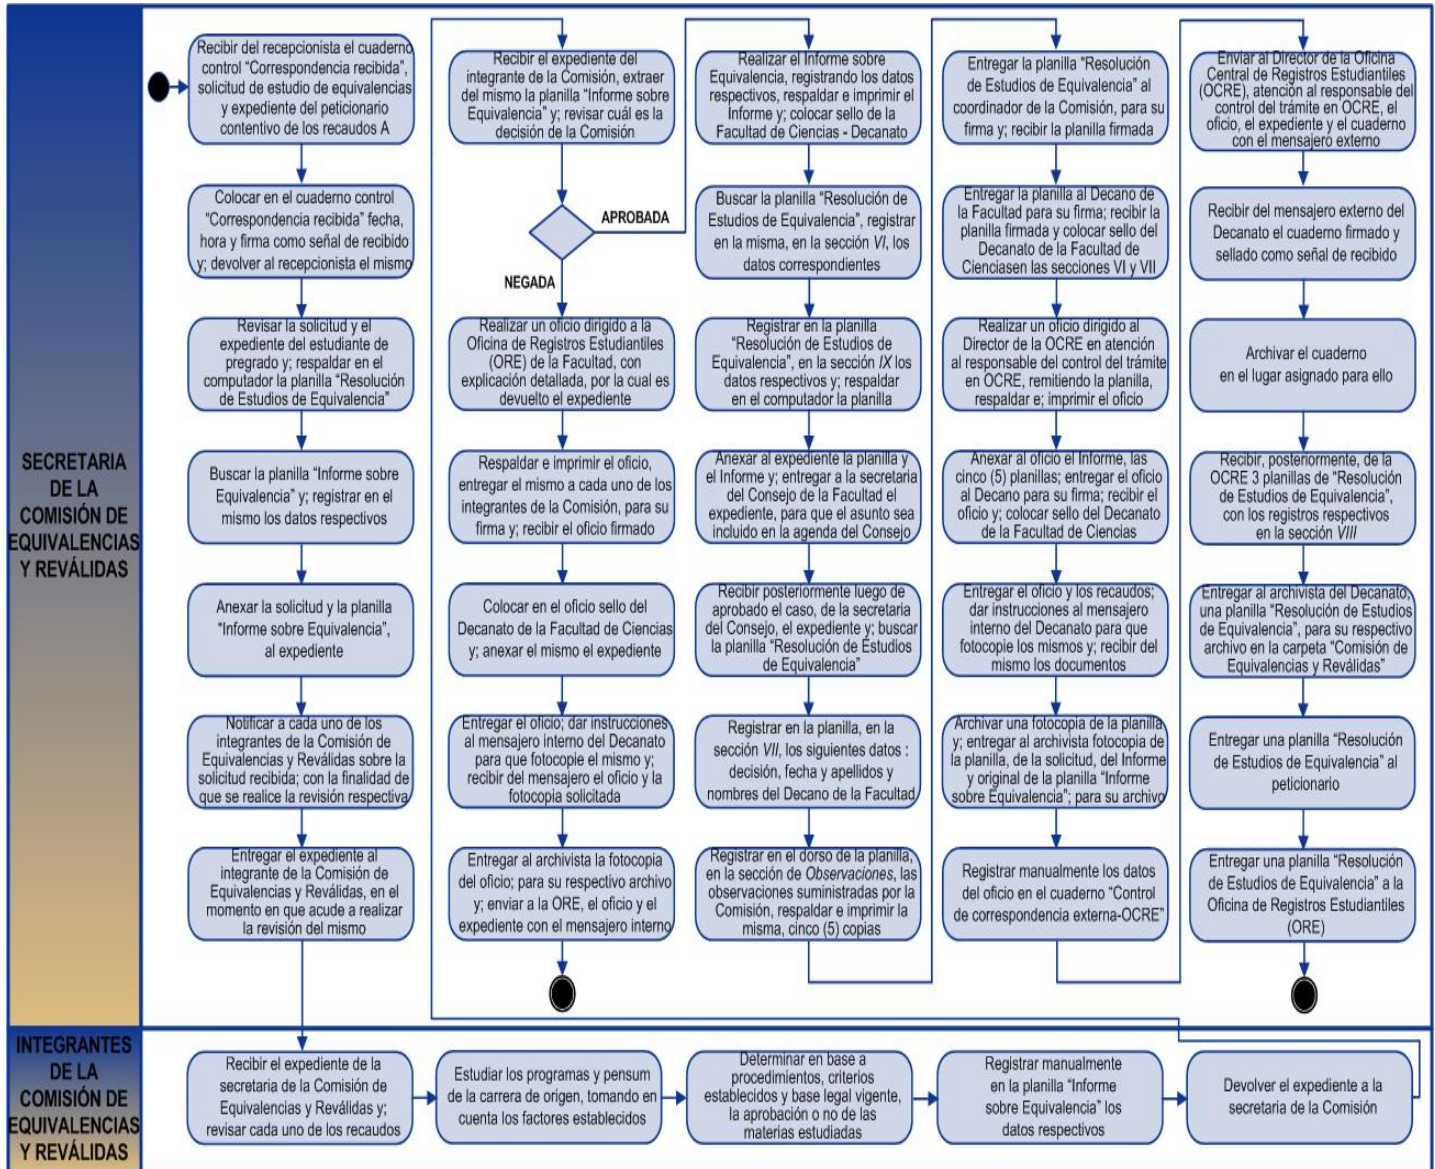 SECRETARIA
DE LA
COMISIÓN DE
EQUIVALENCIAS
Y REVÁLIDAS
Recibir del recepcionista el cuaderno
control “Correspondencia recibida”,
solicitud de estudio de equivalencias
y expediente del peticionario
contentivo de los recaudos A
Colocar en el cuaderno control
“Correspondencia recibida” fecha,
hora y firma como señal de recibido
y; devolver al recepcionista el mismo
Revisar la solicitud y el
expediente del estudiante de
pregrado y; respaldar en el
computador la planilla “Resolución
de Estudios de Equivalencia”
Buscar la planilla “Informe sobre
Equivalencia” y; registrar en el
mismo los datos respectivos
Anexar la solicitud y la planilla
“Informe sobre Equivalencia”,
al expediente
Notificar a cada uno de los
integrantes de la Comisión de
Equivalencias y Reválidas sobre la
solicitud recibida; con la finalidad de
que se realice la revisión respectiva
Entregar el expediente al
integrante de la Comisión de
Equivalencias y Reválidas, en el
momento en que acude a realizar
la revisión del mismo
Recibir el expediente del
integrante de la Comisión, extraer
del mismo la planilla “Informe sobre
Equivalencia” y; revisar cuál es la
decisión de la Comisión
APROBADA
NEGADA
Realizar un oficio dirigido a la
Oficina de Registros Estudiantiles
(ORE) de la Facultad, con
explicación detallada, por la cual es
devuelto el expediente
Respaldar e imprimir el oficio,
entregar el mismo a cada uno de los
integrantes de la Comisión, para su
firma y; recibir el oficio firmado
Colocar en el oficio sello del
Decanato de la Facultad de Ciencias
y; anexar el mismo el expediente
Entregar el oficio; dar instrucciones
al mensajero interno del Decanato
para que fotocopie el mismo y;
recibir del mensajero el oficio y la
fotocopia solicitada
Entregar al archivista la fotocopia
del oficio; para su respectivo archivo
y; enviar a la ORE, el oficio y el
expediente con el mensajero interno
Realizar el Informe sobre
Equivalencia, registrando los datos
respectivos, respaldar e imprimir el
Informe y; colocar sello de la
Facultad de Ciencias - Decanato
Buscar la planilla “Resolución de
Estudios de Equivalencia”, registrar
en la misma, en la sección VI, los
datos correspondientes
Registrar en la planilla
“Resolución de Estudios de
Equivalencia”, en la sección IX los
datos respectivos y; respaldar
en el computador la planilla
Anexar al expediente la planilla y
el Informe y; entregar a la secretaria
del Consejo de la Facultad el
expediente, para que el asunto sea
incluido en la agenda del Consejo
Recibir posteriormente luego de
aprobado el caso, de la secretaria
del Consejo, el expediente y; buscar
la planilla “Resolución de Estudios
de Equivalencia”
Registrar en la planilla, en la
sección VII, los siguientes datos :
decisión, fecha y apellidos y
nombres del Decano de la Facultad
Registrar en el dorso de la planilla,
en la sección de Observaciones, las
observaciones suministradas por la
Comisión, respaldar e imprimir la
misma, cinco (5) copias
Entregar la planilla “Resolución
de Estudios de Equivalencia” al
coordinador de la Comisión, para su
firma y; recibir la planilla firmada
Entregar la planilla al Decano de
la Facultad para su firma; recibir la
planilla firmada y colocar sello del
Decanato de la Facultad de
Cienciasen las secciones VI y VII
Realizar un oficio dirigido al
Director de la OCRE en atención
al responsable del control del trámite
en OCRE, remitiendo la planilla,
respaldar e; imprimir el oficio
Anexar al oficio el Informe, las
cinco (5) planillas; entregar el oficio
al Decano para su firma; recibir el
oficio y; colocar sello del Decanato
de la Facultad de Ciencias
Entregar el oficio y los recaudos;
dar instrucciones al mensajero
interno del Decanato para que
fotocopie los mismos y; recibir del
mismo los documentos
Archivar una fotocopia de la planilla
y; entregar al archivista fotocopia de
la planilla, de la solicitud, del Informe
y original de la planilla “Informe
sobre Equivalencia”; para su archivo
Registrar manualmente los datos
del oficio en el cuaderno “Control
de correspondencia externa-OCRE”
Enviar al Director de la Oficina
Central de Registros Estudiantiles
(OCRE), atención al responsable del
control del trámite en OCRE, el
oficio, el expediente y el cuaderno
con el mensajero externo
Recibir del mensajero externo del
Decanato el cuaderno firmado y
sellado como señal de recibido
Archivar el cuaderno
en el lugar asignado para ello
Recibir, posteriormente, de la
OCRE 3 planillas de “Resolución
de Estudios de Equivalencia”,
con los registros respectivos
en la sección VIII
Entregar al archivista del Decanato,
una planilla “Resolución de Estudios
de Equivalencia”, para su respectivo
archivo en la carpeta “Comisión de
Equivalencias y Reválidas”
Entregar una planilla “Resolución
de Estudios de Equivalencia” al
peticionario
Entregar una planilla “Resolución
de Estudios de Equivalencia” a la
Oficina de Registros Estudiantiles
(ORE)
INTEGRANTES
DE LA
COMISIÓN DE
EQUIVALENCIAS
Y REVÁLIDAS
Recibir el expediente de la
secretaria de la Comisión de
Equivalencias y Reválidas y;
revisar cada uno de los recaudos
Estudiar los programas y pensum
de la carrera de origen, tomando en
cuenta los factores establecidos
Determinar en base a
procedimientos, criterios
establecidos y base legal vigente,
la aprobación o no de las
materias estudiadas
Registrar manualmente
en la planilla “Informe
sobre Equivalencia” los
datos respectivos
Devolver el expediente a la
secretaria de la Comisión